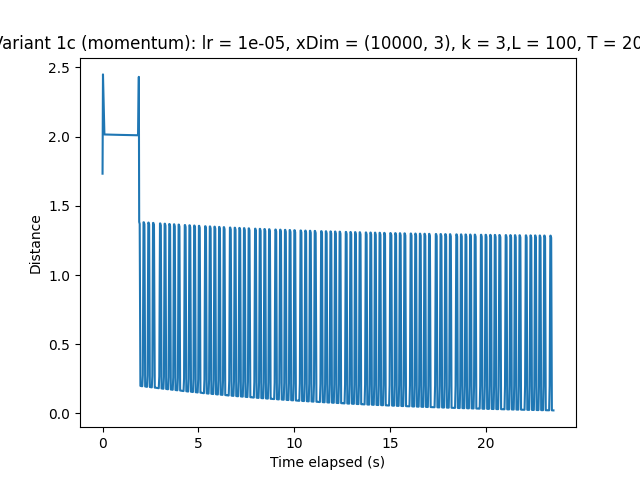 Variant 1c (momentum): lr = 1e-05, xDim = (10000, 3), k = 3,L = 100, T = 20
2.5
2.0
1.5
1.0
0.5
0.0
Distance
0 5 10 15 20
Time elapsed (s)